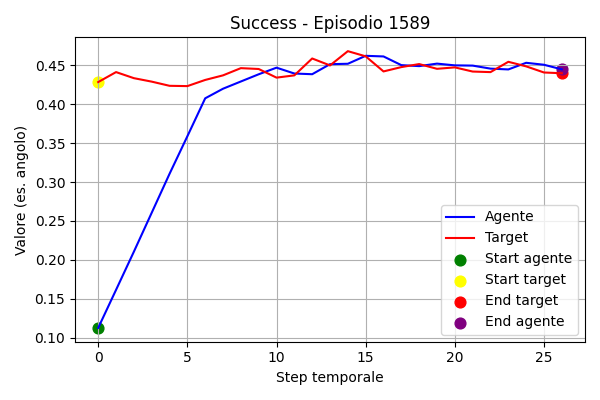 Success - Episodio 1589
Valore (es. angolo)
0.45
0.40
0.35
0.30
0.25
0.20
0.15
0.10
Agente
Target
Start agente
Start target
End target
End agente
0 5 10 15 20 25
Step temporale